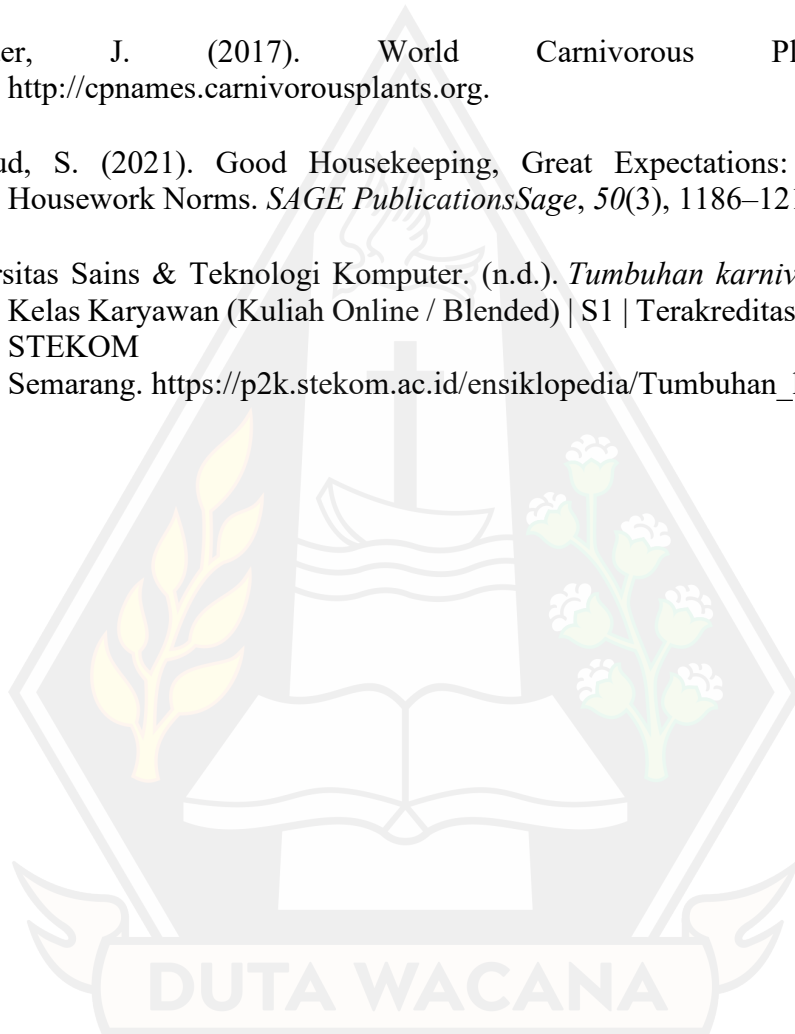 er, J. (2017). World Carnivorous Pl
http://cpnames.carnivorousplants.org.
ud, S. (2021). Good Housekeeping, Great Expectations:
Housework Norms. SAGE PublicationsSage, 50(3), 1186–121
rsitas Sains & Teknologi Komputer. (n.d.). Tumbuhan karniv
Kelas Karyawan (Kuliah Online / Blended) | S1 | Terakreditas
STEKOM
Semarang. https://p2k.stekom.ac.id/ensiklopedia/Tumbuhan_
DUTA WACANA